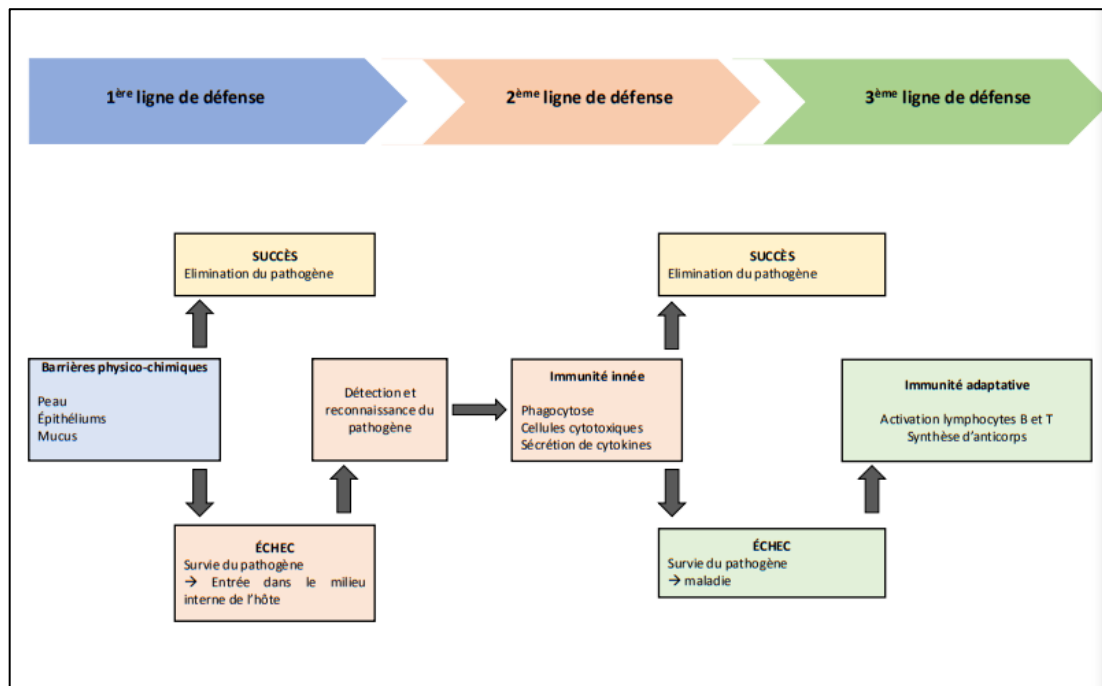 1ère ligne de défense
2ème ligne de défense
3ème ligne de défense
SUCCÈS
Elimination du pathogène
SUCCÈS
Elimination du pathogène
Barrières physico-chimiques
Peau
Épithéliums
Mucus
Détection et
reconnaissance du
pathogène
Immunité innée
Phagocytose
Cellules cytotoxiques
Sécrétion de cytokines
Immunité adaptative
Activation lymphocytes B et T
Synthèse d'anticorps
ÉCHEC
Survie du pathogène
→ Entrée dans le milieu
interne de l'hôte
ÉCHEC
Survie du pathogène
→ maladie